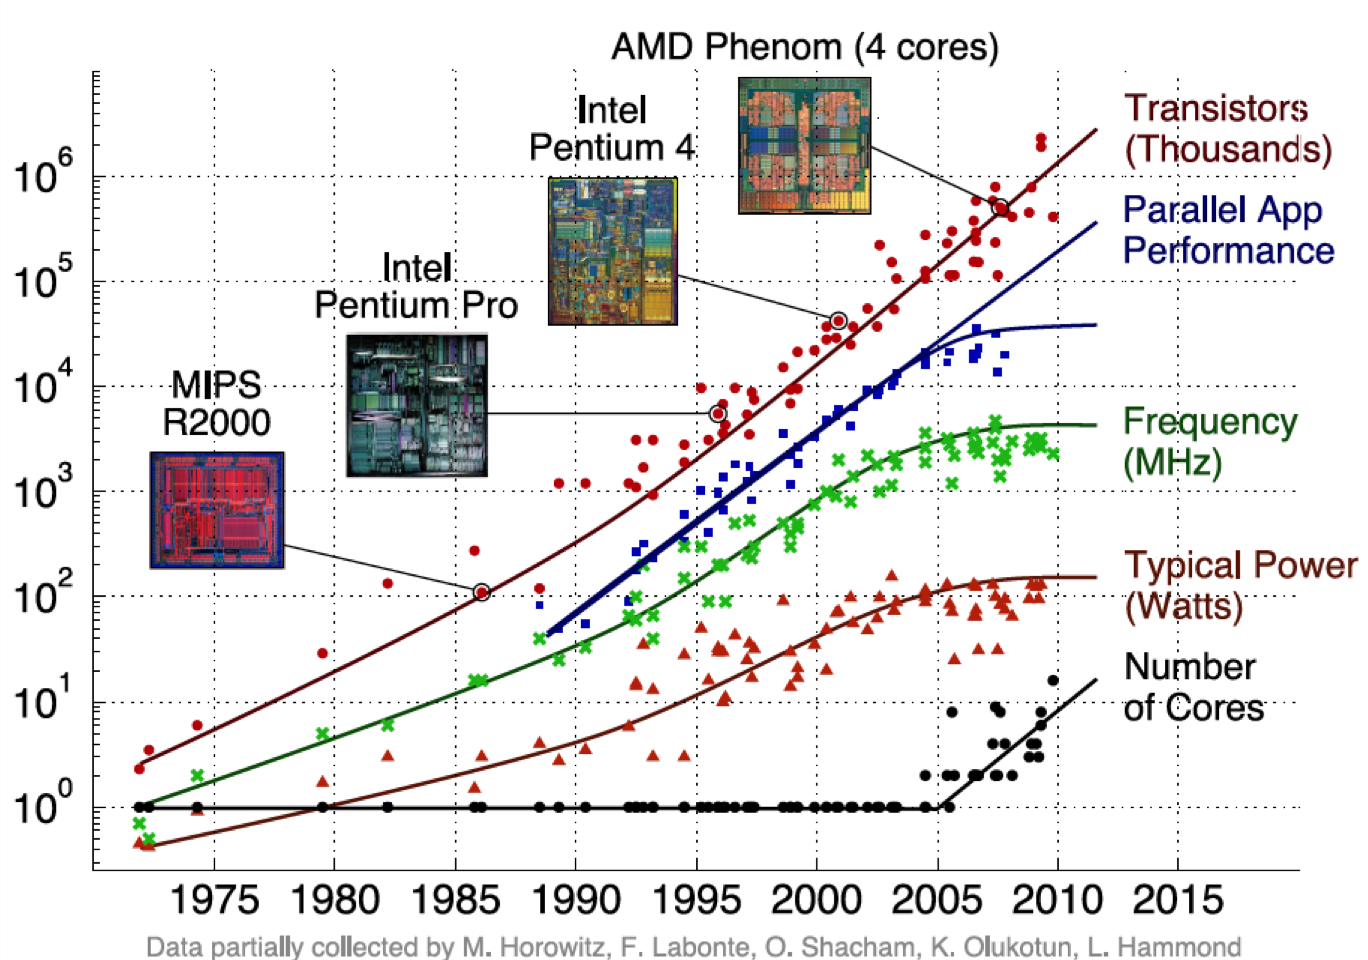 AMD Phenom (4 cores)
Intel
Pentium 4
Intel
Pentium Pro
MIPS
R2000
Transistors
(Thousands)
Parallel App
Performance
Frequency
(MHz)
Typical Power
(Watts)
Number
of Cores
10^6
10^5
10^4
10^3
10^2
10^1
10^0
1975 1980 1985 1990 1995 2000 2005 2010 2015
Data partially collected by M. Horowitz, F. Labonte, O. Shacham, K. Olukotun, L. Hammond